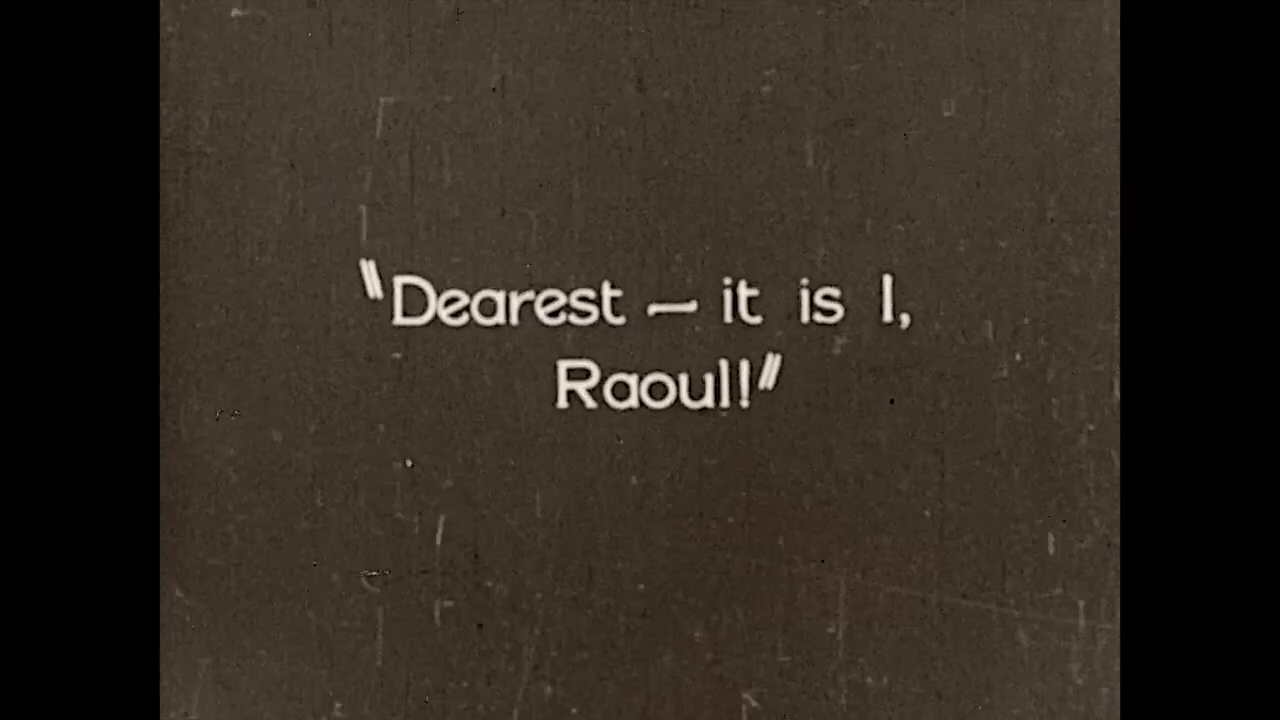 "Dearest — it is I,
Raoul!"